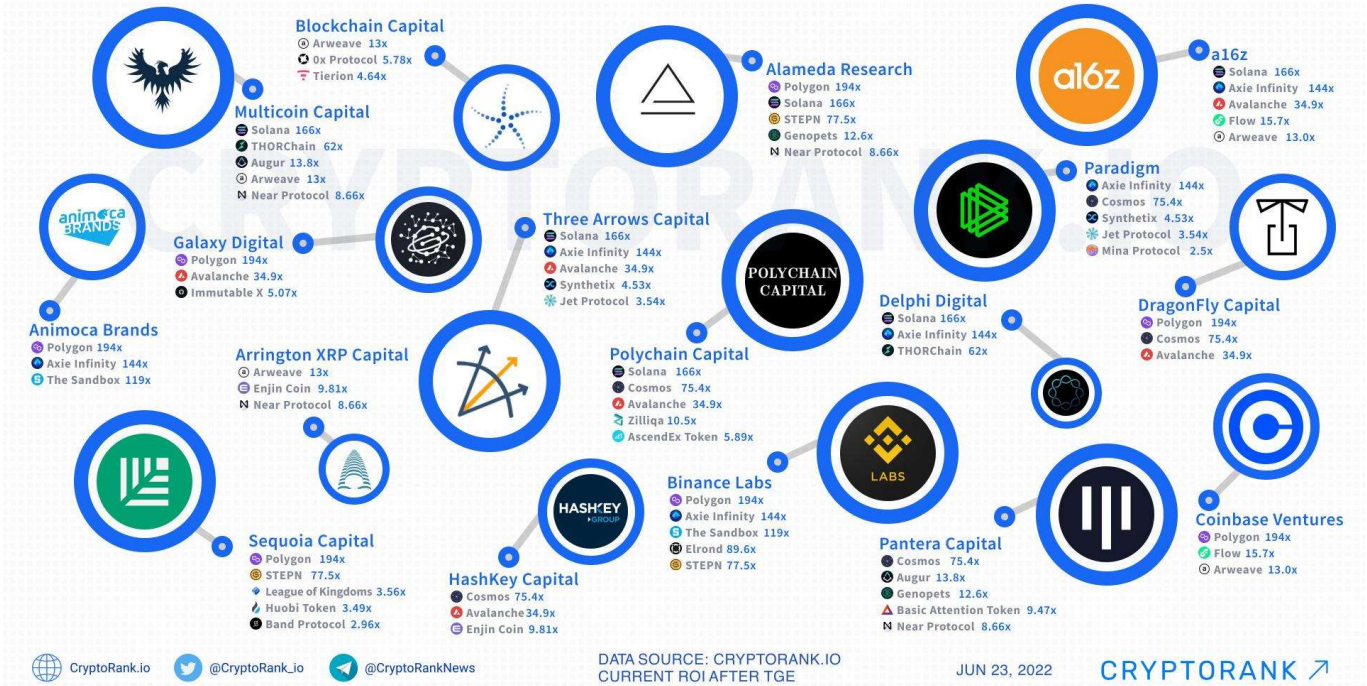 Blockchain Capital
Arweave 13x
0x Protocol 5.78x
Tierion 4.64x
Multicoin Capital
Solana 166x
THORChain 62x
Augur 13.8x
Arweave 13x
Near Protocol 8.66x
Alameda Research
Polygon 194x
Solana 166x
STEPN 77.5x
Genopets 12.6x
Near Protocol 8.66x
a16z
a16z
Solana 166x
Axie Infinity 144x
Avalanche 34.9x
Flow 15.7x
Arweave 13.0x
CRYPTORANK.IO
Paradigm
Axie Infinity 144x
Cosmos 75.4x
Synthetix 4.53x
Jet Protocol 3.54x
Mina Protocol 2.5x
animoca
BRANDS
Animoca Brands
Polygon 194x
Axie Infinity 144x
The Sandbox 119x
Galaxy Digital
Polygon 194x
Avalanche 34.9x
Immutable X 5.07x
Three Arrows Capital
Solana 166x
Axie Infinity 144x
Avalanche 34.9x
Synthetix 4.53x
Jet Protocol 3.54x
POLYCHAIN
CAPITAL
Polychain Capital
Solana 166x
Cosmos 75.4x
Avalanche 34.9x
Zilliqa 10.5x
AscendEx Token 5.89x
Delphi Digital
Solana 166x
Axie Infinity 144x
THORChain 62x
DragonFly Capital
Polygon 194x
Cosmos 75.4x
Avalanche 34.9x
Arrington XRP Capital
Arweave 13x
Enjin Coin 9.81x
Near Protocol 8.66x
Sequoia Capital
Polygon 194x
STEPN 77.5x
League of Kingdoms 3.56x
Huobi Token 3.49x
Band Protocol 2.96x
HASHKEY
GROUP
HashKey Capital
Cosmos 75.4x
Avalanche 34.9x
Enjin Coin 9.81x
LABS
Binance Labs
Polygon 194x
Axie Infinity 144x
The Sandbox 119x
Elrond 89.6x
STEPN 77.5x
Pantera Capital
Cosmos 75.4x
Augur 13.8x
Genopets 12.6x
Basic Attention Token 9.47x
Near Protocol 8.66x
Coinbase Ventures
Polygon 194x
Flow 15.7x
Arweave 13.0x
CryptoRank.io
@CryptoRank_io
@CryptoRankNews
DATA SOURCE: CRYPTORANK.IO
CURRENT ROI AFTER TGE
JUN 23, 2022
CRYPTORANK